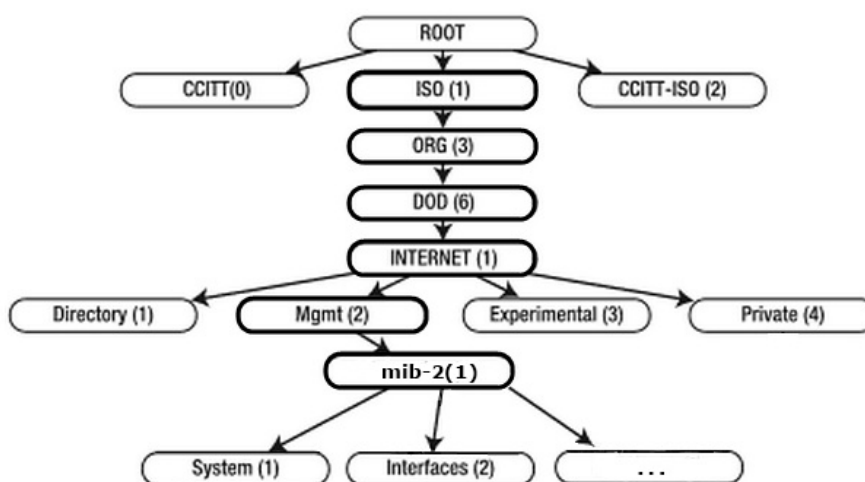 ROOT
CCITT(0)
ISO (1)
CCITT-ISO (2)
ORG (3)
DOD (6)
INTERNET (1)
Directory (1)
Mgmt (2)
Experimental (3)
Private (4)
mib-2(1)
System (1)
Interfaces (2)
...